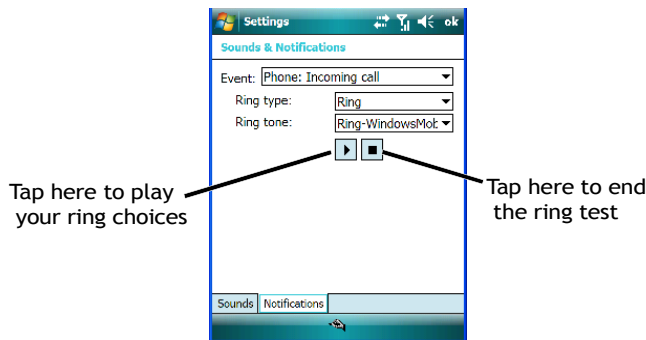 Settings ok
Sounds & Notifications
Event: Phone: Incoming call
Ring type: Ring
Ring tone: Ring-WindowsMob
Tap here to play
your ring choices
Tap here to end
the ring test
Sounds Notifications